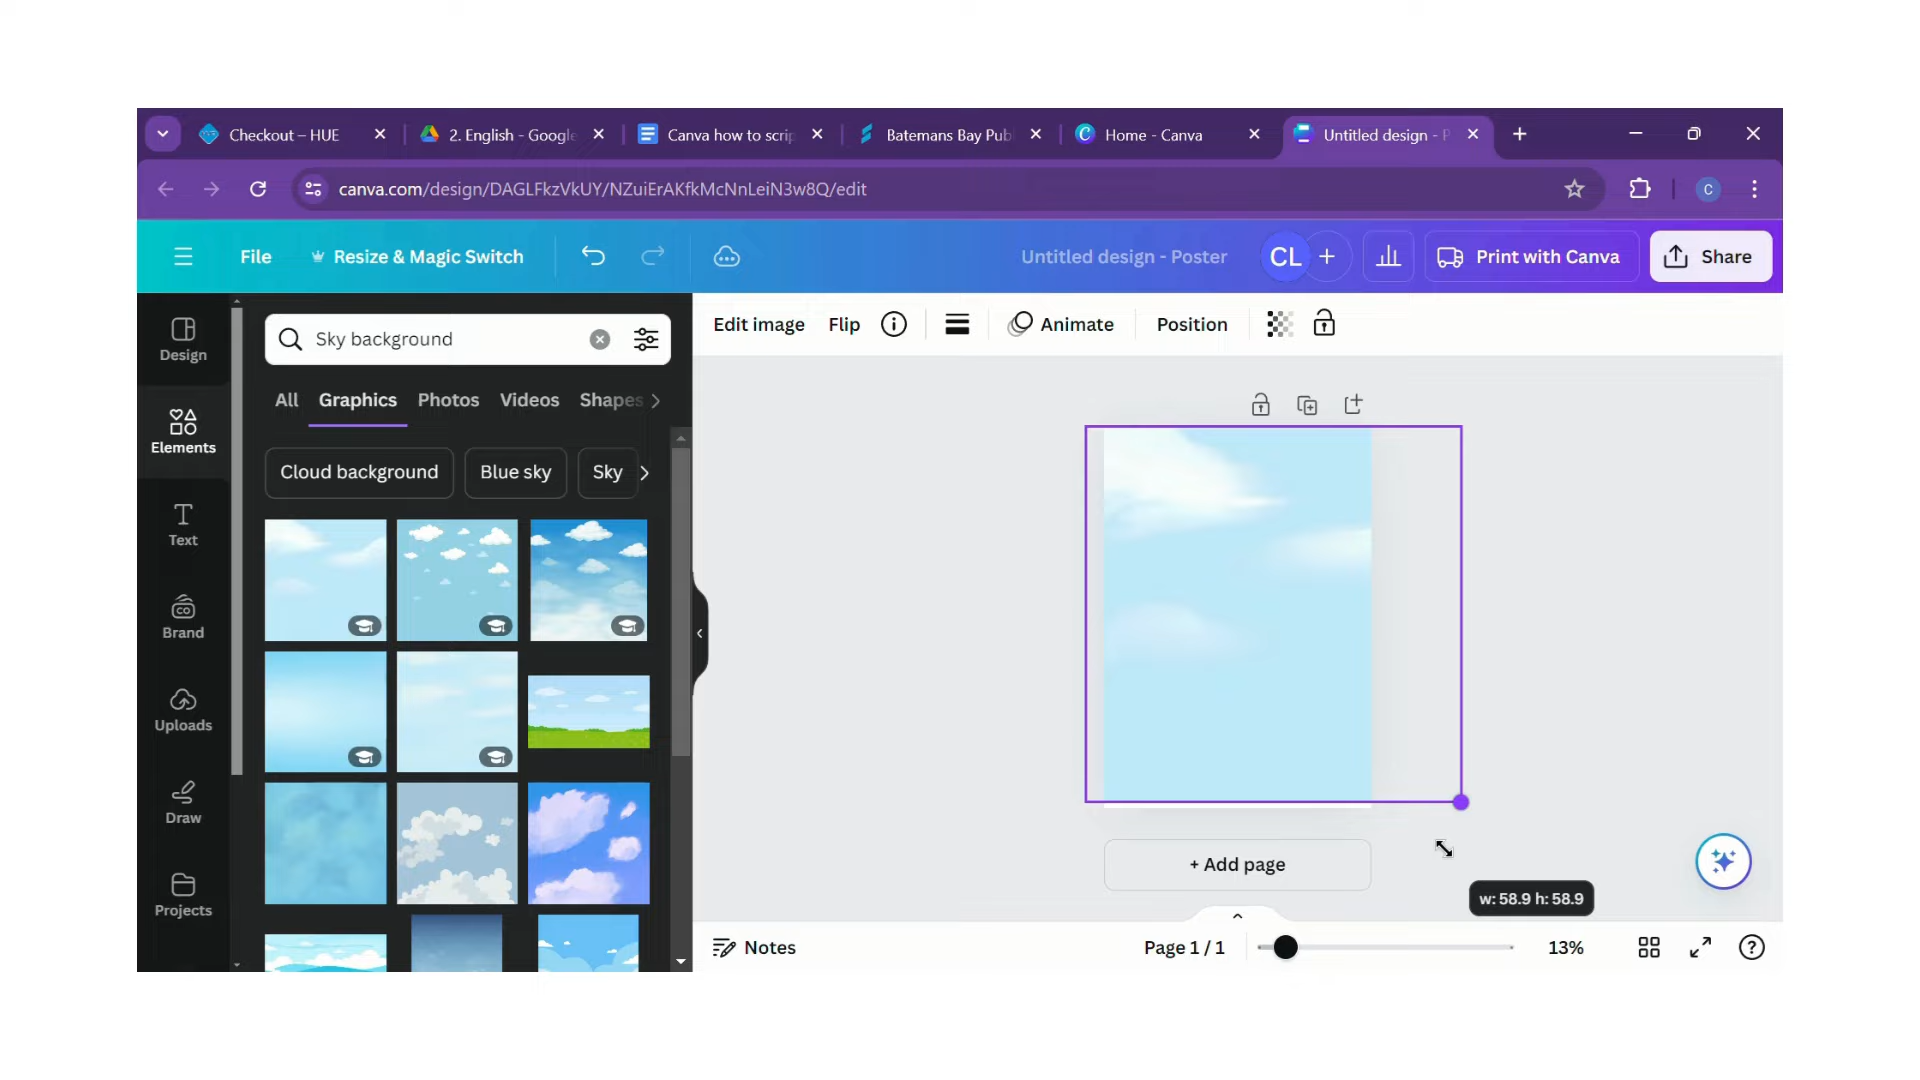 Checkout – HUE
2. English - Google
Canva how to scrip
Batemans Bay Pub
Home - Canva
Untitled design - P
canva.com/design/DAGLFkzVkUY/NZuiErAKfkMcNnLeiN3w8Q/edit
C
File
Resize & Magic Switch
Untitled design - Poster
CL
Print with Canva
Share
Design
Elements
Text
Brand
Uploads
Draw
Projects
Sky background
All
Graphics
Photos
Videos
Shapes
Cloud background
Blue sky
Sky
Edit image
Flip
Animate
Position
+ Add page
w: 58.9 h: 58.9
Notes
Page 1 / 1
13%